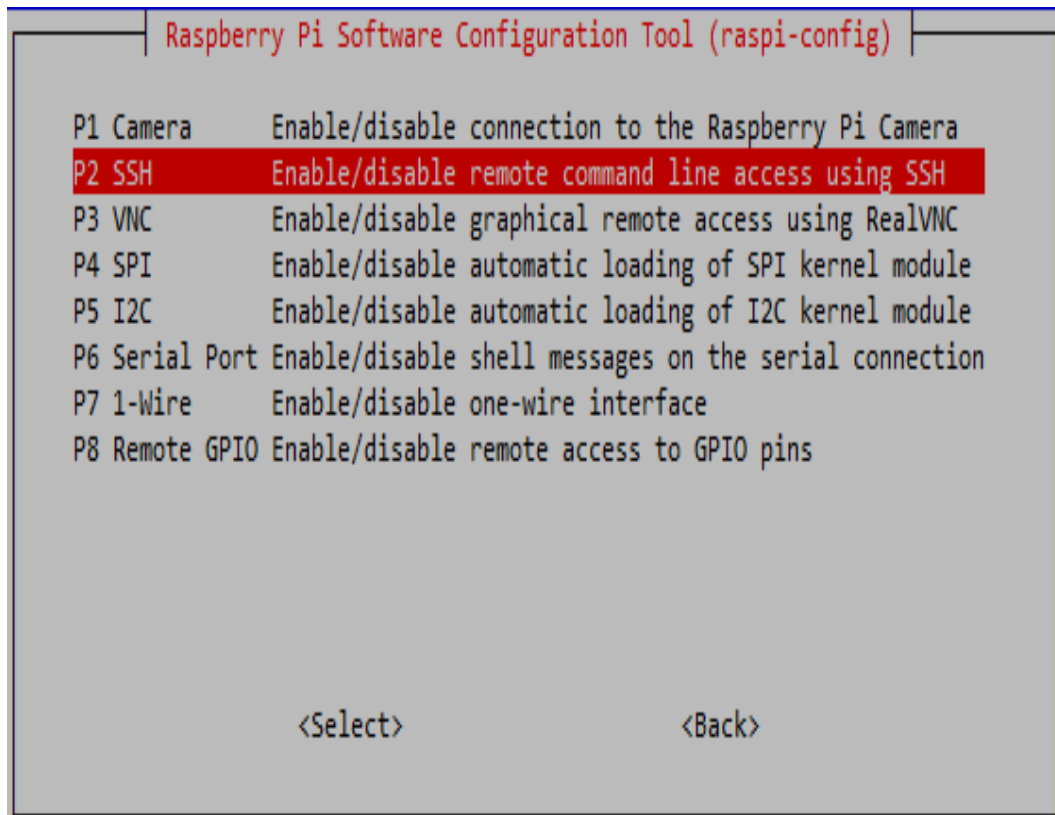 Raspberry Pi Software Configuration Tool (raspi-config)
P1 Camera Enable/disable connection to the Raspberry Pi Camera
P2 SSH Enable/disable remote command line access using SSH
P3 VNC Enable/disable graphical remote access using RealVNC
P4 SPI Enable/disable automatic loading of SPI kernel module
P5 I2C Enable/disable automatic loading of I2C kernel module
P6 Serial Port Enable/disable shell messages on the serial connection
P7 1-Wire Enable/disable one-wire interface
P8 Remote GPIO Enable/disable remote access to GPIO pins
<Select> <Back>